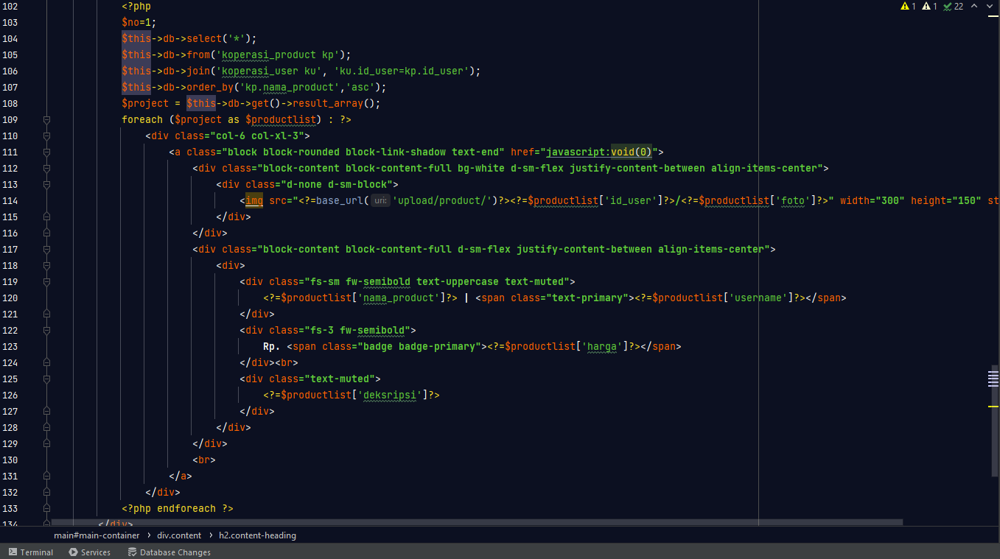 102 <?php
1 1 22
103 $no=1;
104 $this->db->select('*');
105 $this->db->from('koperasi_product kp');
106 $this->db->join('koperasi_user ku', 'ku.id_user=kp.id_user');
107 $this->db->order_by('kp.nama_product','asc');
108 $project = $this->db->get()->result_array();
109 foreach ($project as $productlist) : ?>
110 <div class="col-6 col-xl-3">
111 <a class="block block-rounded block-link-shadow text-end" href="javascript:void(0)">
112 <div class="block-content block-content-full bg-white d-sm-flex justify-content-between align-items-center">
113 <div class="d-none d-sm-block">
114 <img src="<?=base_url( uri: 'upload/product/')?><?=$productlist['id_user']?>/<?=$productlist['foto']?>" width="300" height="150" st
115 </div>
116 </div>
117 <div class="block-content block-content-full d-sm-flex justify-content-between align-items-center">
118 <div>
119 <div class="fs-sm fw-semibold text-uppercase text-muted">
120 <?=$productlist['nama_product']?> | <span class="text-primary"><?=$productlist['username']?></span>
121 </div>
122 <div class="fs-3 fw-semibold">
123 Rp. <span class="badge badge-primary"><?=$productlist['harga']?></span>
124 </div><br>
125 <div class="text-muted">
126 <?=$productlist['deksripsi']?>
127 </div>
128 </div>
129 </div>
130 <br>
131 </a>
132 </div>
133 <?php endforeach ?>
134 </div>
main#main-container › div.content › h2.content-heading
Terminal Services Database Changes